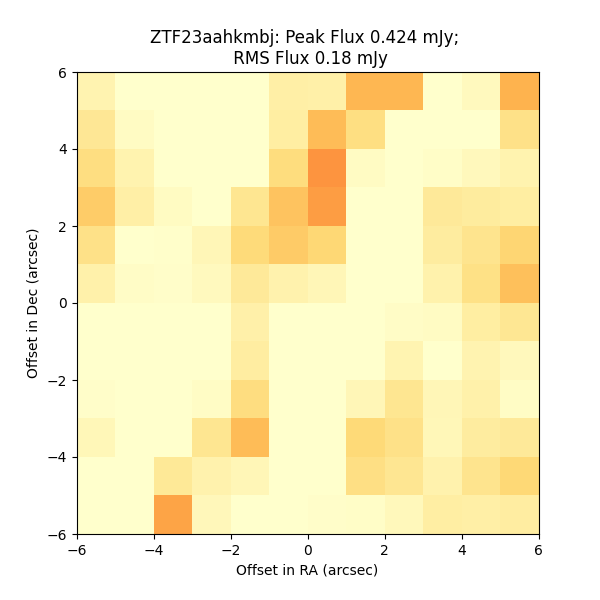 ZTF23aahkmbj: Peak Flux 0.424 mJy;
RMS Flux 0.18 mJy
6
4
2
0
−2
−4
−6
Offset in Dec (arcsec)
−6 −4 −2 0 2 4 6
Offset in RA (arcsec)